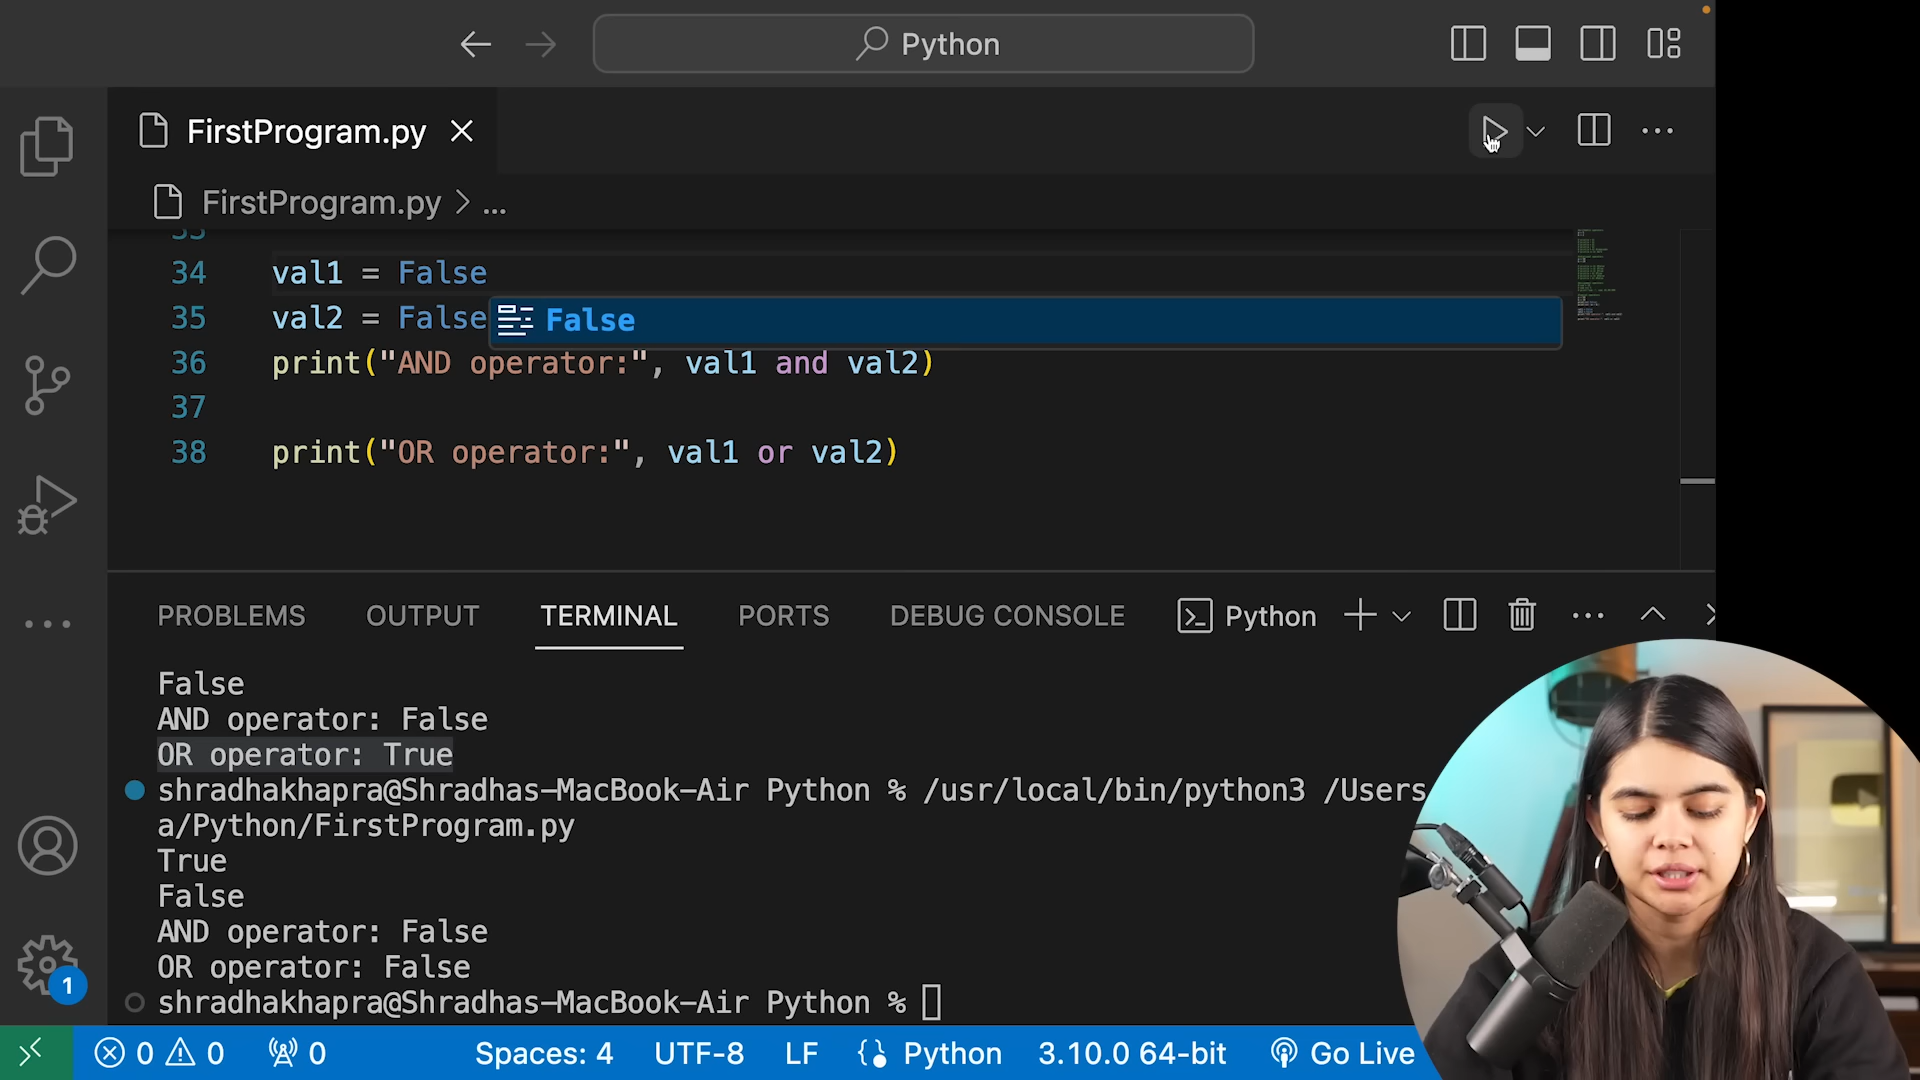 Python
FirstProgram.py
FirstProgram.py > ...
33
34 val1 = False
35 val2 = False
False
36 print("AND operator:", val1 and val2)
37
38 print("OR operator:", val1 or val2)
PROBLEMS OUTPUT TERMINAL PORTS DEBUG CONSOLE Python
False
AND operator: False
OR operator: True
shradhakhapra@Shradhas-MacBook-Air Python % /usr/local/bin/python3 /Users
a/Python/FirstProgram.py
True
False
AND operator: False
OR operator: False
shradhakhapra@Shradhas-MacBook-Air Python %
1
0 0 0 Spaces: 4 UTF-8 LF Python 3.10.0 64-bit Go Live